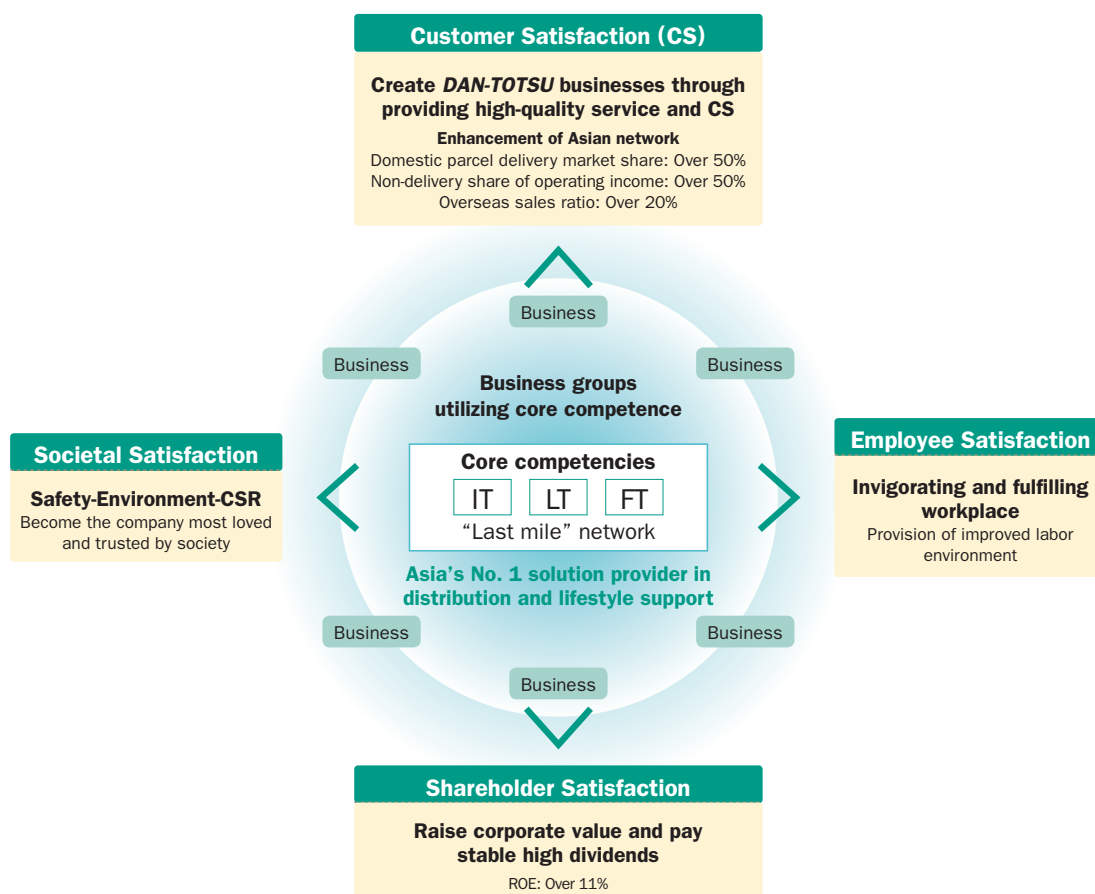 Customer Satisfaction (CS)
Create DAN-TOTSU businesses through
providing high-quality service and CS
Enhancement of Asian network
Domestic parcel delivery market share: Over 50%
Non-delivery share of operating income: Over 50%
Overseas sales ratio: Over 20%
Business
Business
Business
Business groups
utilizing core competence
Societal Satisfaction
Safety-Environment-CSR
Become the company most loved
and trusted by society
Core competencies
IT
LT
FT
“Last mile” network
Asia’s No. 1 solution provider in
distribution and lifestyle support
Employee Satisfaction
Invigorating and fulfilling
workplace
Provision of improved labor
environment
Business
Business
Business
Shareholder Satisfaction
Raise corporate value and pay
stable high dividends
ROE: Over 11%